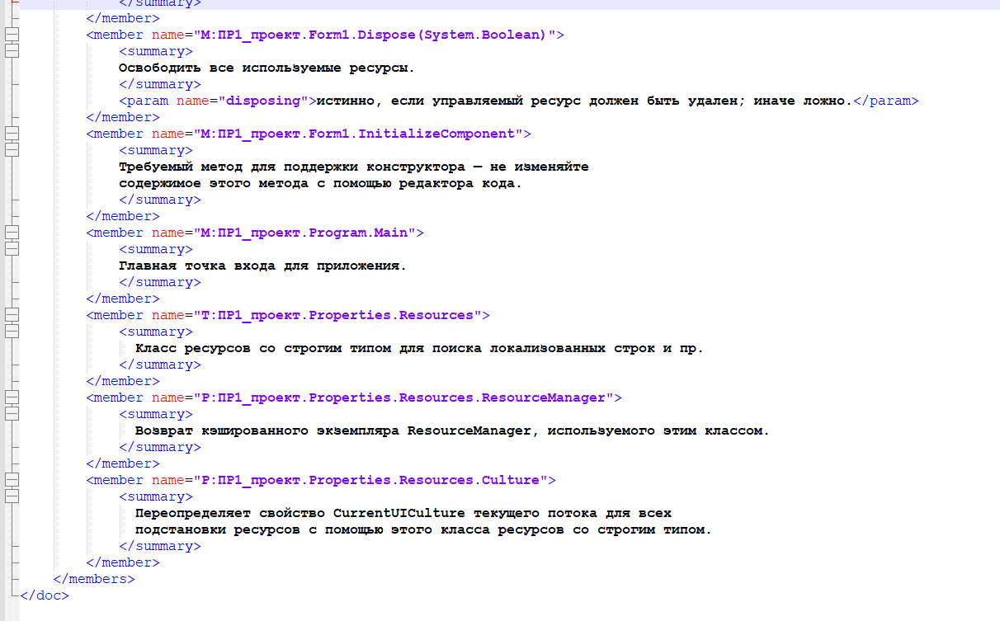 </summary>
</member>
<member name="M:ПР1_проект.Form1.Dispose(System.Boolean)">
<summary>
Освободить все используемые ресурсы.
</summary>
<param name="disposing">истинно, если управляемый ресурс должен быть удален; иначе ложно.</param>
</member>
<member name="M:ПР1_проект.Form1.InitializeComponent">
<summary>
Требуемый метод для поддержки конструктора — не изменяйте
содержимое этого метода с помощью редактора кода.
</summary>
</member>
<member name="M:ПР1_проект.Program.Main">
<summary>
Главная точка входа для приложения.
</summary>
</member>
<member name="T:ПР1_проект.Properties.Resources">
<summary>
Класс ресурсов со строгим типом для поиска локализованных строк и пр.
</summary>
</member>
<member name="P:ПР1_проект.Properties.Resources.ResourceManager">
<summary>
Возврат кэшированного экземпляра ResourceManager, используемого этим классом.
</summary>
</member>
<member name="P:ПР1_проект.Properties.Resources.Culture">
<summary>
Переопределяет свойство CurrentUICulture текущего потока для всех
подстановки ресурсов с помощью этого класса ресурсов со строгим типом.
</summary>
</member>
</members>
</doc>